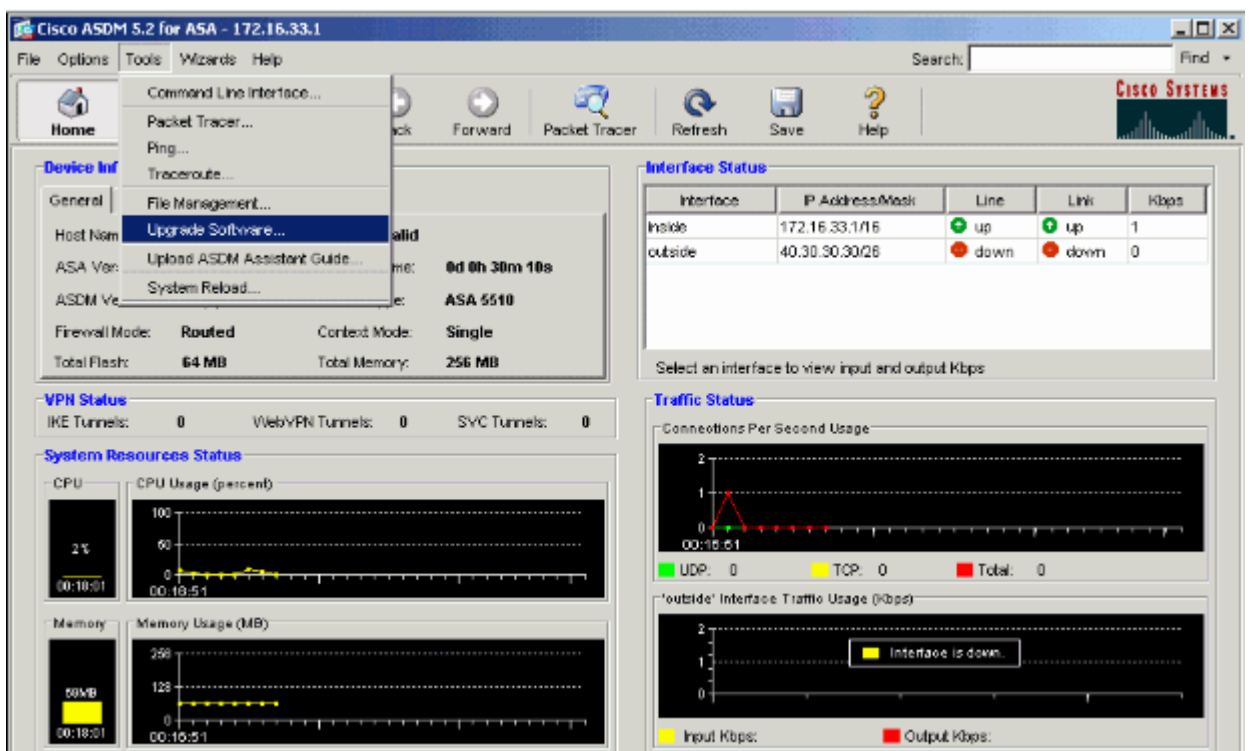 Cisco ASDM 5.2 for ASA - 172.16.33.1
File Options Tools Wizards Help Search: Find
Command Line Interface...
Packet Tracer...
Ping...
Traceroute...
File Management...
Upgrade Software...
Upload ASDM Assistant Guide...
System Reload...
Home ack Forward Packet Tracer Refresh Save Help
CISCO SYSTEMS
Device Inf
General
Host Nam alid
ASA Ver me: 0d 0h 30m 10s
ASDM Ve e: ASA 5510
Firewall Mode: Routed Context Mode: Single
Total Flash: 64 MB Total Memory: 256 MB
Interface Status
Interface IP Address/Mask Line Link Kbps
inside 172.16.33.1/16 up up 1
outside 40.30.30.30/26 down down 0
Select an interface to view input and output Kbps
VPN Status
IKE Tunnels: 0 WebVPN Tunnels: 0 SVC Tunnels: 0
System Resources Status
CPU
2%
00:18:01
CPU Usage (percent)
100
50
0
00:16:51
Memory
59MB
00:18:01
Memory Usage (MB)
256
128
0
00:16:51
Traffic Status
Connections Per Second Usage
2
1
0
00:16:51
UDP: 0 TCP: 0 Total: 0
'outside' Interface Traffic Usage (Kbps)
2
1
0
Interface is down.
Input Kbps: Output Kbps: